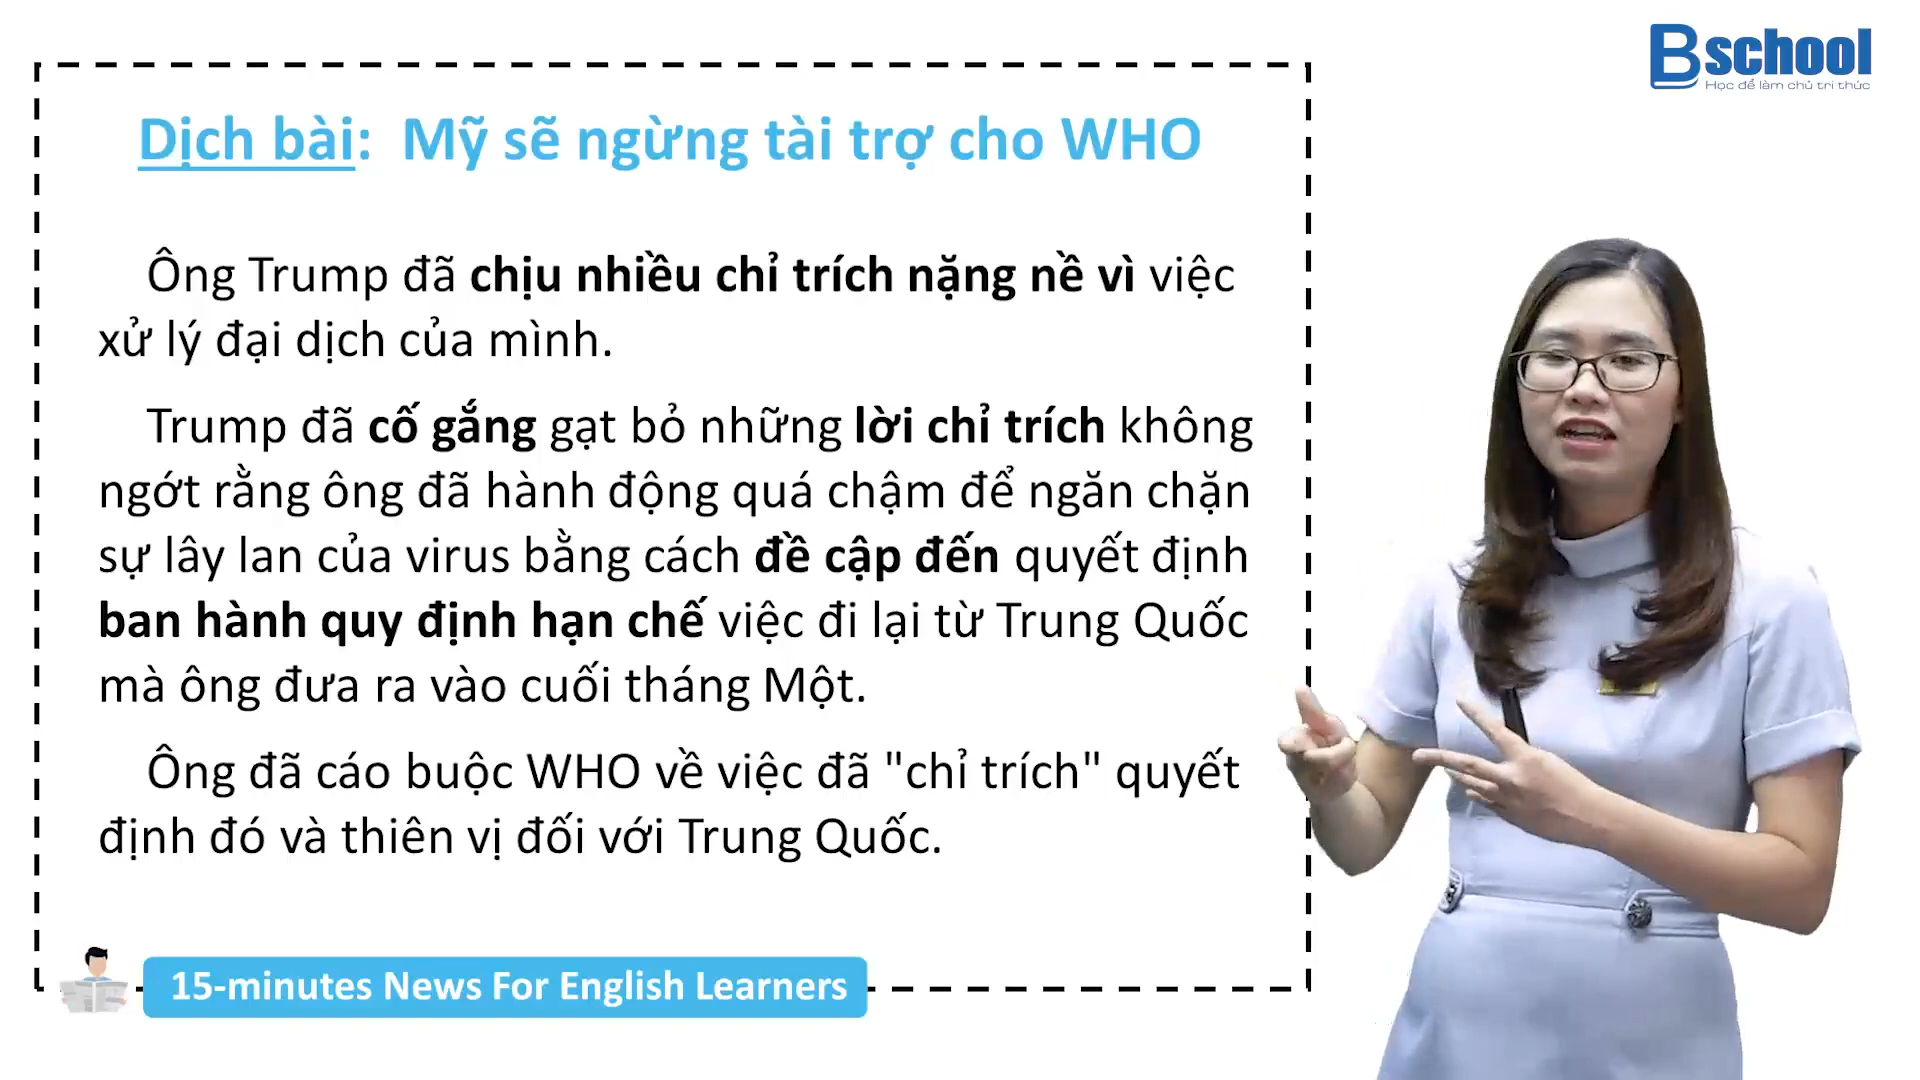 Bschool
Học để làm chủ tri thức
Dịch bài: Mỹ sẽ ngừng tài trợ cho WHO
Ông Trump đã chịu nhiều chỉ trích nặng nề vì việc
xử lý đại dịch của mình.
Trump đã cố gắng gạt bỏ những lời chỉ trích không
ngớt rằng ông đã hành động quá chậm để ngăn chặn
sự lây lan của virus bằng cách đề cập đến quyết định
ban hành quy định hạn chế việc đi lại từ Trung Quốc
mà ông đưa ra vào cuối tháng Một.
Ông đã cáo buộc WHO về việc đã "chỉ trích" quyết
định đó và thiên vị đối với Trung Quốc.
15-minutes News For English Learners